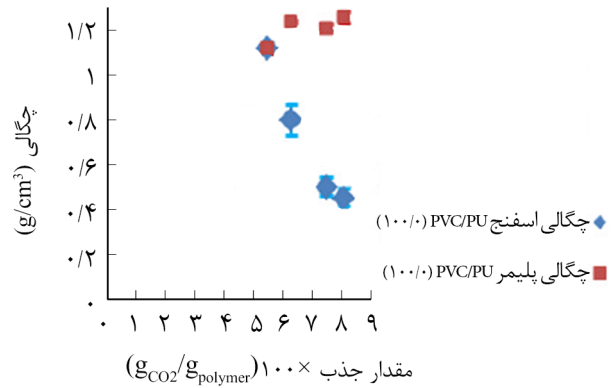 ۱/۲
۱
۰/۸
۰/۶
۰/۴
۰/۲
۰
چگالی (g/cm³)
۰ ۱ ۲ ۳ ۴ ۵ ۶ ۷ ۸ ۹
مقدار جذب ×۱۰۰(gCO2/gpolymer)
چگالی اسفنج PVC/PU (۱۰۰/۰)
چگالی پلیمر PVC/PU (۱۰۰/۰)